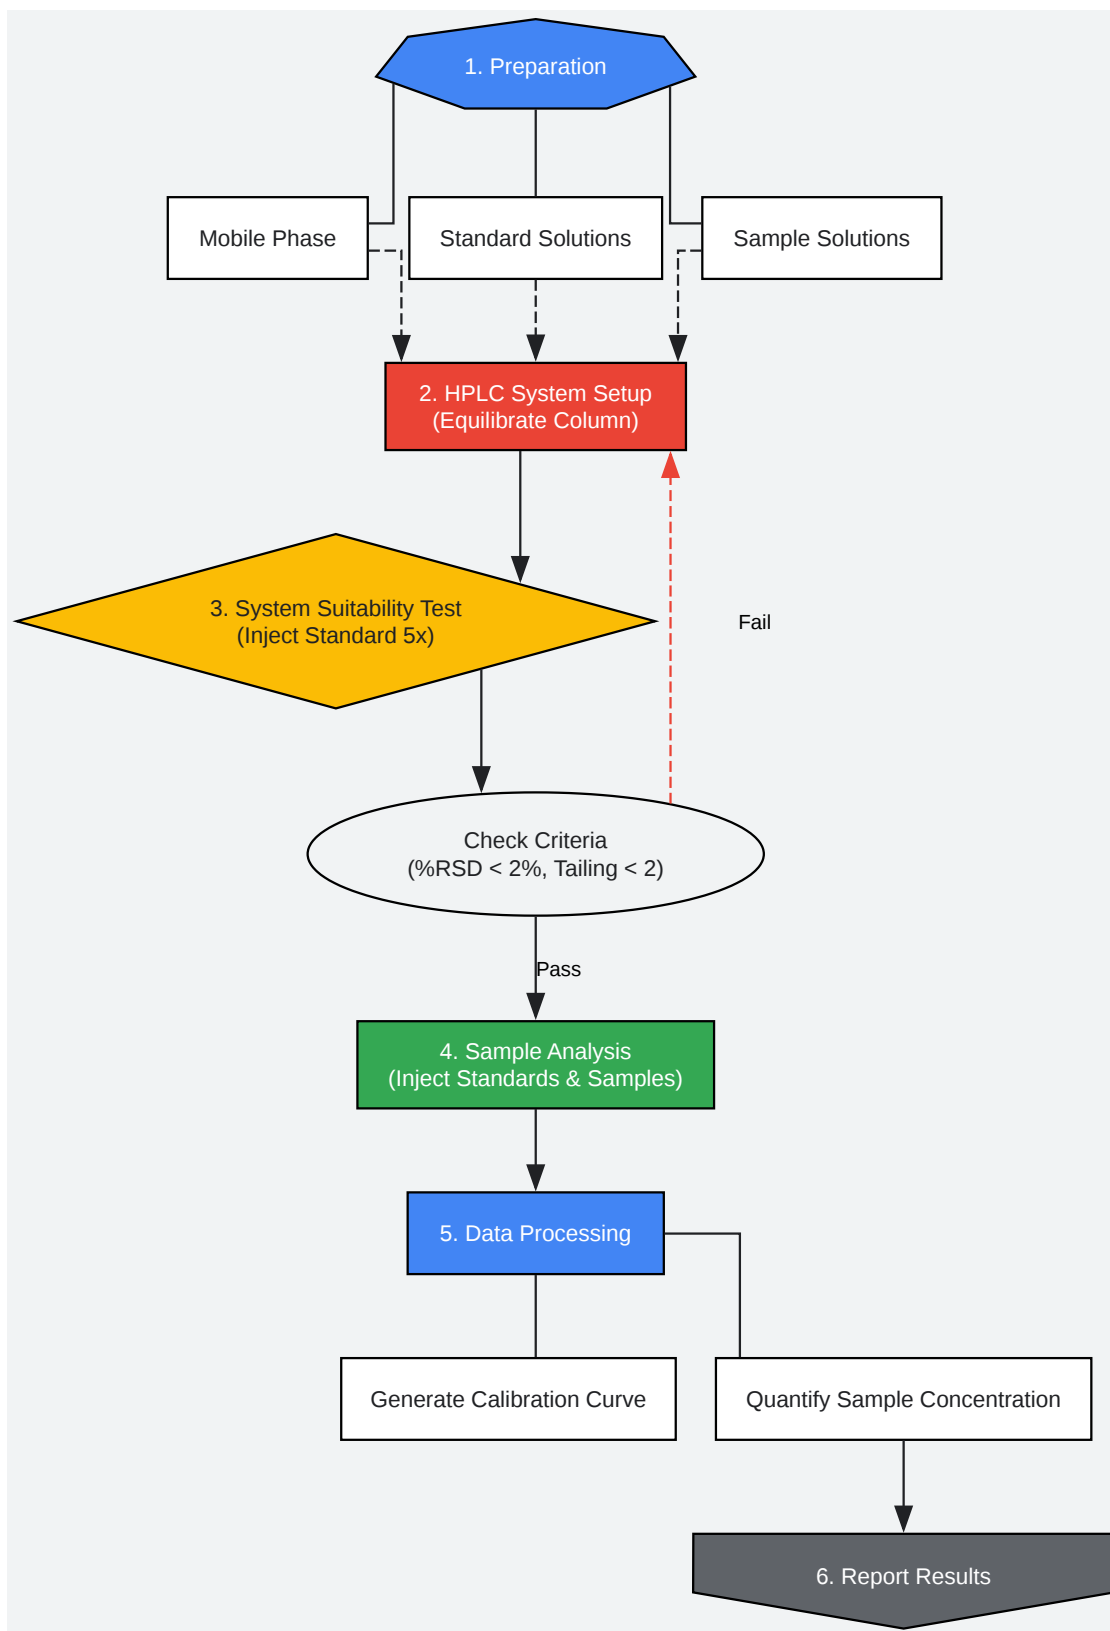 1. Preparation
Mobile Phase
Standard Solutions
Sample Solutions
2. HPLC System Setup
(Equilibrate Column)
3. System Suitability Test
(Inject Standard 5x)
Fail
Check Criteria
(%RSD < 2%, Tailing < 2)
Pass
4. Sample Analysis
(Inject Standards & Samples)
5. Data Processing
Generate Calibration Curve
Quantify Sample Concentration
6. Report Results